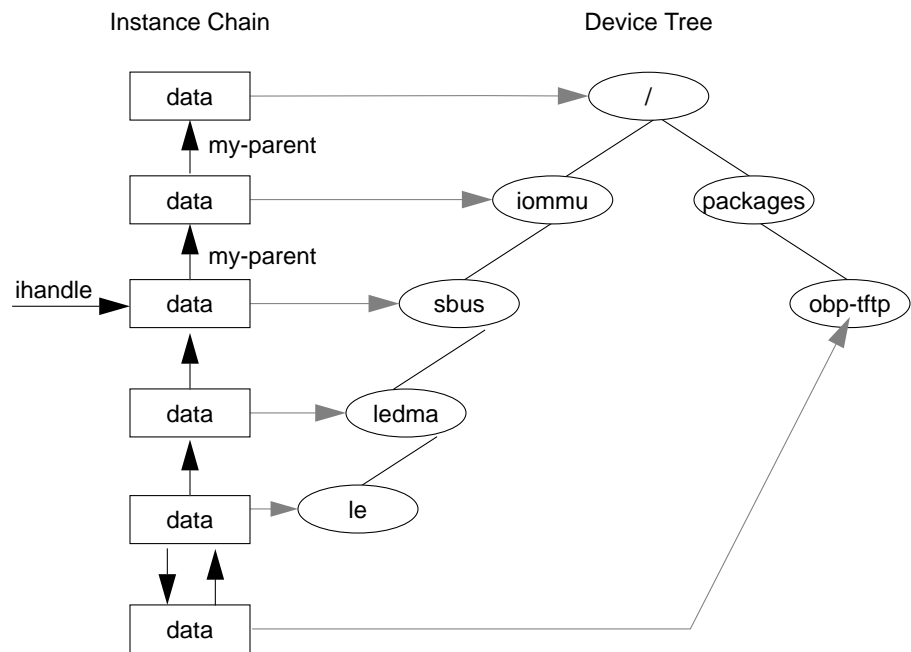 Instance Chain
Device Tree
data
/
my-parent
data
iommu
packages
my-parent
ihandle
data
sbus
obp-tftp
data
ledma
data
le
data